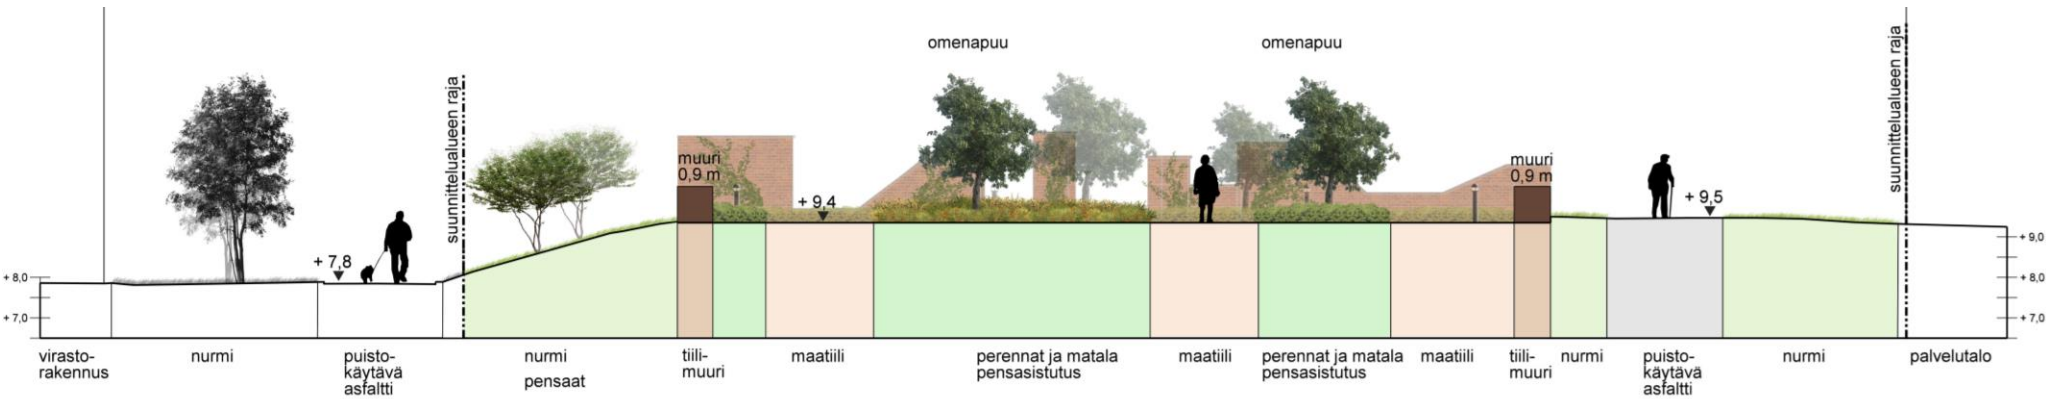 omenapuu
omenapuu
suunnittelualueen raja
suunnittelualueen raja
muuri
0,9 m
muuri
0,9 m
+ 9,4
+ 9,5
+ 7,8
+ 8,0
+ 7,0
+ 9,0
+ 8,0
+ 7,0
virasto-
rakennus
nurmi
puisto-
käytävä
asfaltti
nurmi
pensaat
tiili-
muuri
maatiili
perennat ja matala
pensasistutus
maatiili
perennat ja matala
pensasistutus
maatiili
tiili-
muuri
nurmi
puisto-
käytävä
asfaltti
nurmi
palvelutalo